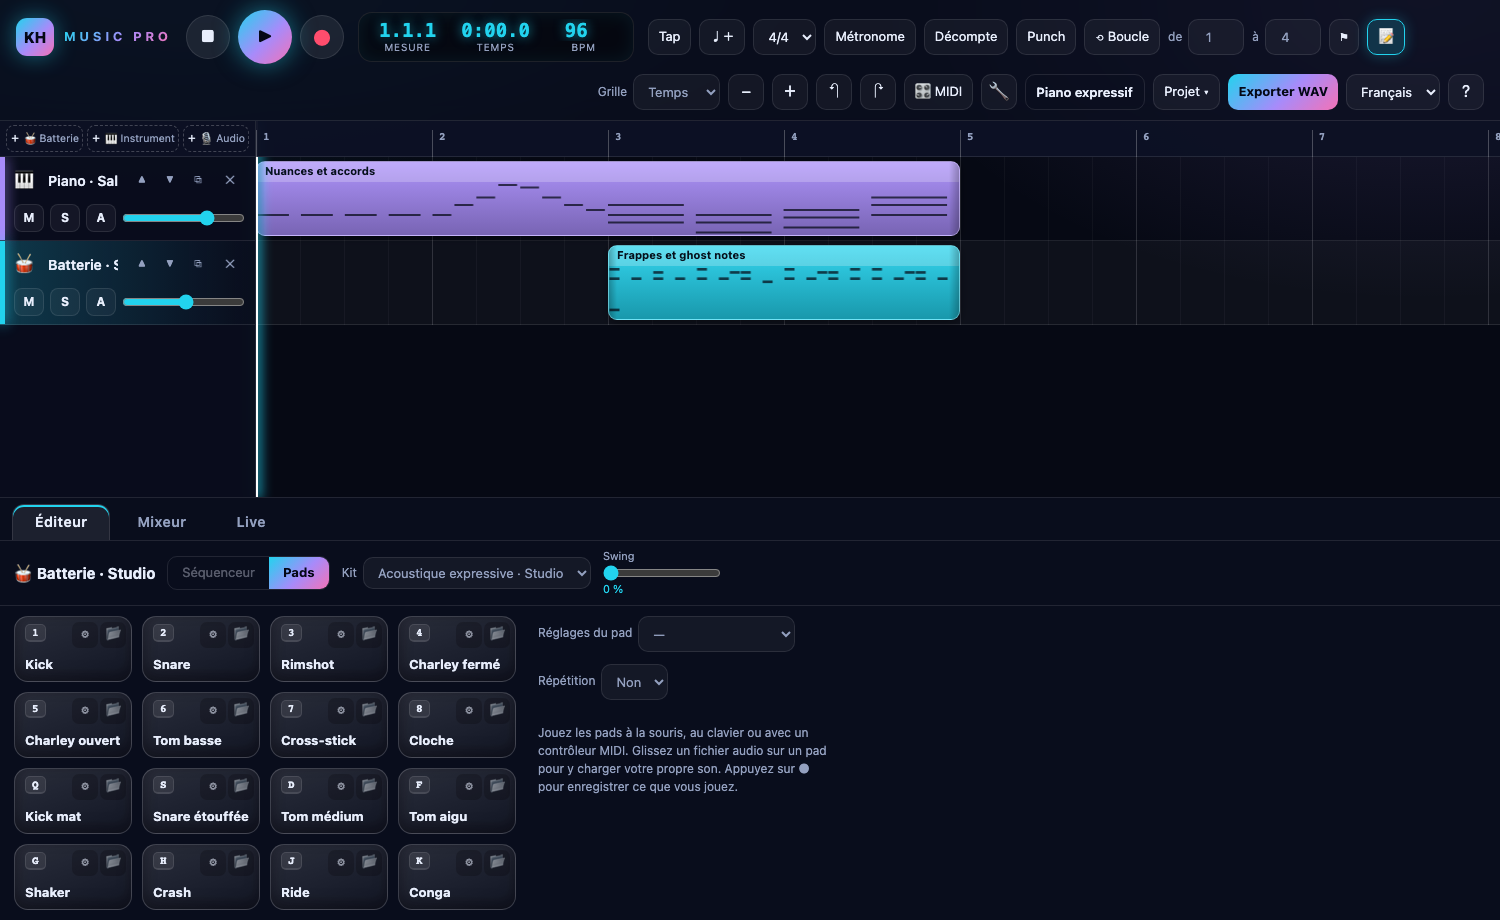 KH MUSIC PRO
1.1.1 0:00.0 96
MESURE TEMPS BPM
Tap
4/4
Métronome
Décompte
Punch
Boucle
de 1 à 4
Grille Temps
− +
MIDI
Piano expressif
Projet
Exporter WAV
Français
?
+ Batterie + Instrument + Audio
1 2 3 4 5 6 7 8
Piano · Sal
M S A
Nuances et accords
Batterie · S
M S A
Frappes et ghost notes
Éditeur Mixeur Live
Batterie · Studio
Séquenceur Pads
Kit Acoustique expressive · Studio
Swing
0 %
1 2 3 4
Kick Snare Rimshot Charley fermé
5 6 7 8
Charley ouvert Tom basse Cross-stick Cloche
Q S D F
Kick mat Snare étouffée Tom médium Tom aigu
G H J K
Shaker Crash Ride Conga
Réglages du pad —
Répétition Non
Jouez les pads à la souris, au clavier ou avec un
contrôleur MIDI. Glissez un fichier audio sur un pad
pour y charger votre propre son. Appuyez sur ●
pour enregistrer ce que vous jouez.